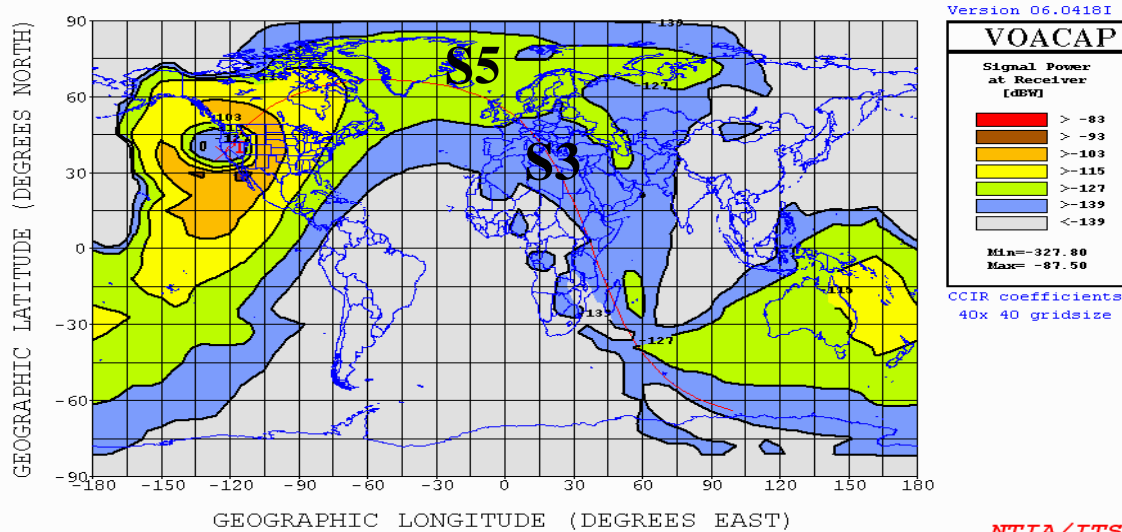 Version 06.0418I
VOACAP
Signal Power
at Receiver
[dBW]
> -83
> -93
>-103
>-115
>-127
>-139
<-139
Min=-327.80
Max= -87.50
CCIR coefficients
40x 40 gridsize
NTIA/ITS
GEOGRAPHIC LATITUDE (DEGREES NORTH)
90
60
30
0
-30
-60
90
-180 -150 -120 -90 -60 -30 0 30 60 90 120 150 180
GEOGRAPHIC LONGITUDE (DEGREES EAST)
-139
S5
-127
103
0
S3
-115
-139
-127